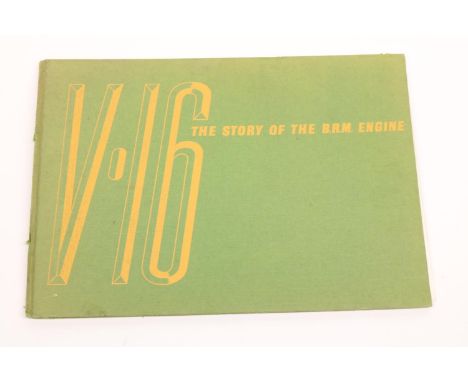 V·16
THE STORY OF THE B.R.M. ENGINE